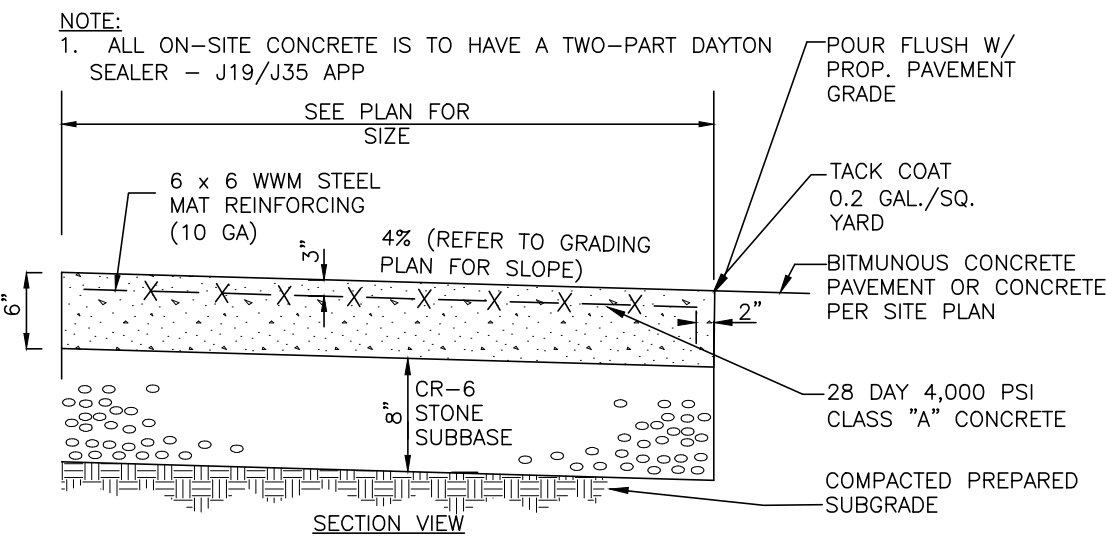 NOTE:
1. ALL ON-SITE CONCRETE IS TO HAVE A TWO-PART DAYTON
SEALER - J19/J35 APP
SEE PLAN FOR
SIZE
POUR FLUSH W/
PROP. PAVEMENT
GRADE
6 x 6 WWM STEEL
MAT REINFORCING
(10 GA)
3"
4% (REFER TO GRADING
PLAN FOR SLOPE)
TACK COAT
0.2 GAL./SQ.
YARD
BITMUNOUS CONCRETE
PAVEMENT OR CONCRETE
PER SITE PLAN
6"
2"
8"
CR-6
STONE
SUBBASE
28 DAY 4,000 PSI
CLASS "A" CONCRETE
COMPACTED PREPARED
SUBGRADE
SECTION VIEW